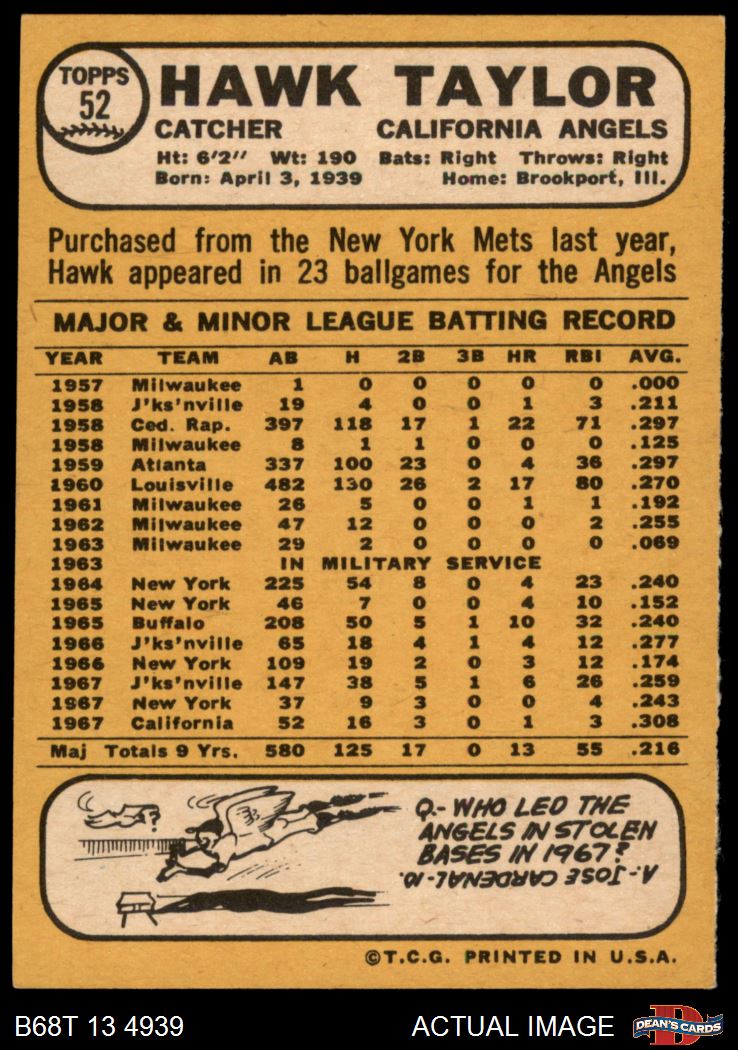 TOPPS
52
HAWK TAYLOR
CATCHER CALIFORNIA ANGELS
Ht: 6'2" Wt: 190 Bats: Right Throws: Right
Born: April 3, 1939 Home: Brookport, Ill.
Purchased from the New York Mets last year,
Hawk appeared in 23 ballgames for the Angels
MAJOR & MINOR LEAGUE BATTING RECORD
YEAR TEAM AB H 2B 3B HR RBI AVG.
1957 Milwaukee 1 0 0 0 0 0 .000
1958 J'ks'nville 19 4 0 0 1 3 .211
1958 Ced. Rap. 397 118 17 1 22 71 .297
1958 Milwaukee 8 1 1 0 0 0 .125
1959 Atlanta 337 100 23 0 4 36 .297
1960 Louisville 482 130 26 2 17 80 .270
1961 Milwaukee 26 5 0 0 1 1 .192
1962 Milwaukee 47 12 0 0 0 2 .255
1963 Milwaukee 29 2 0 0 0 0 .069
1963 IN MILITARY SERVICE
1964 New York 225 54 8 0 4 23 .240
1965 New York 46 7 0 0 4 10 .152
1965 Buffalo 208 50 5 1 10 32 .240
1966 J'ks'nville 65 18 4 1 4 12 .277
1966 New York 109 19 2 0 3 12 .174
1967 J'ks'nville 147 38 5 1 6 26 .259
1967 New York 37 9 3 0 0 4 .243
1967 California 52 16 3 0 1 3 .308
Maj Totals 9 Yrs. 580 125 17 0 13 55 .216
?
Q.- WHO LED THE
ANGELS IN STOLEN
BASES IN 1967?
A.- JOSE CARDENAL - 10.
©T.C.G. PRINTED IN U.S.A.
B68T 13 4939 ACTUAL IMAGE
DEAN'S CARDS